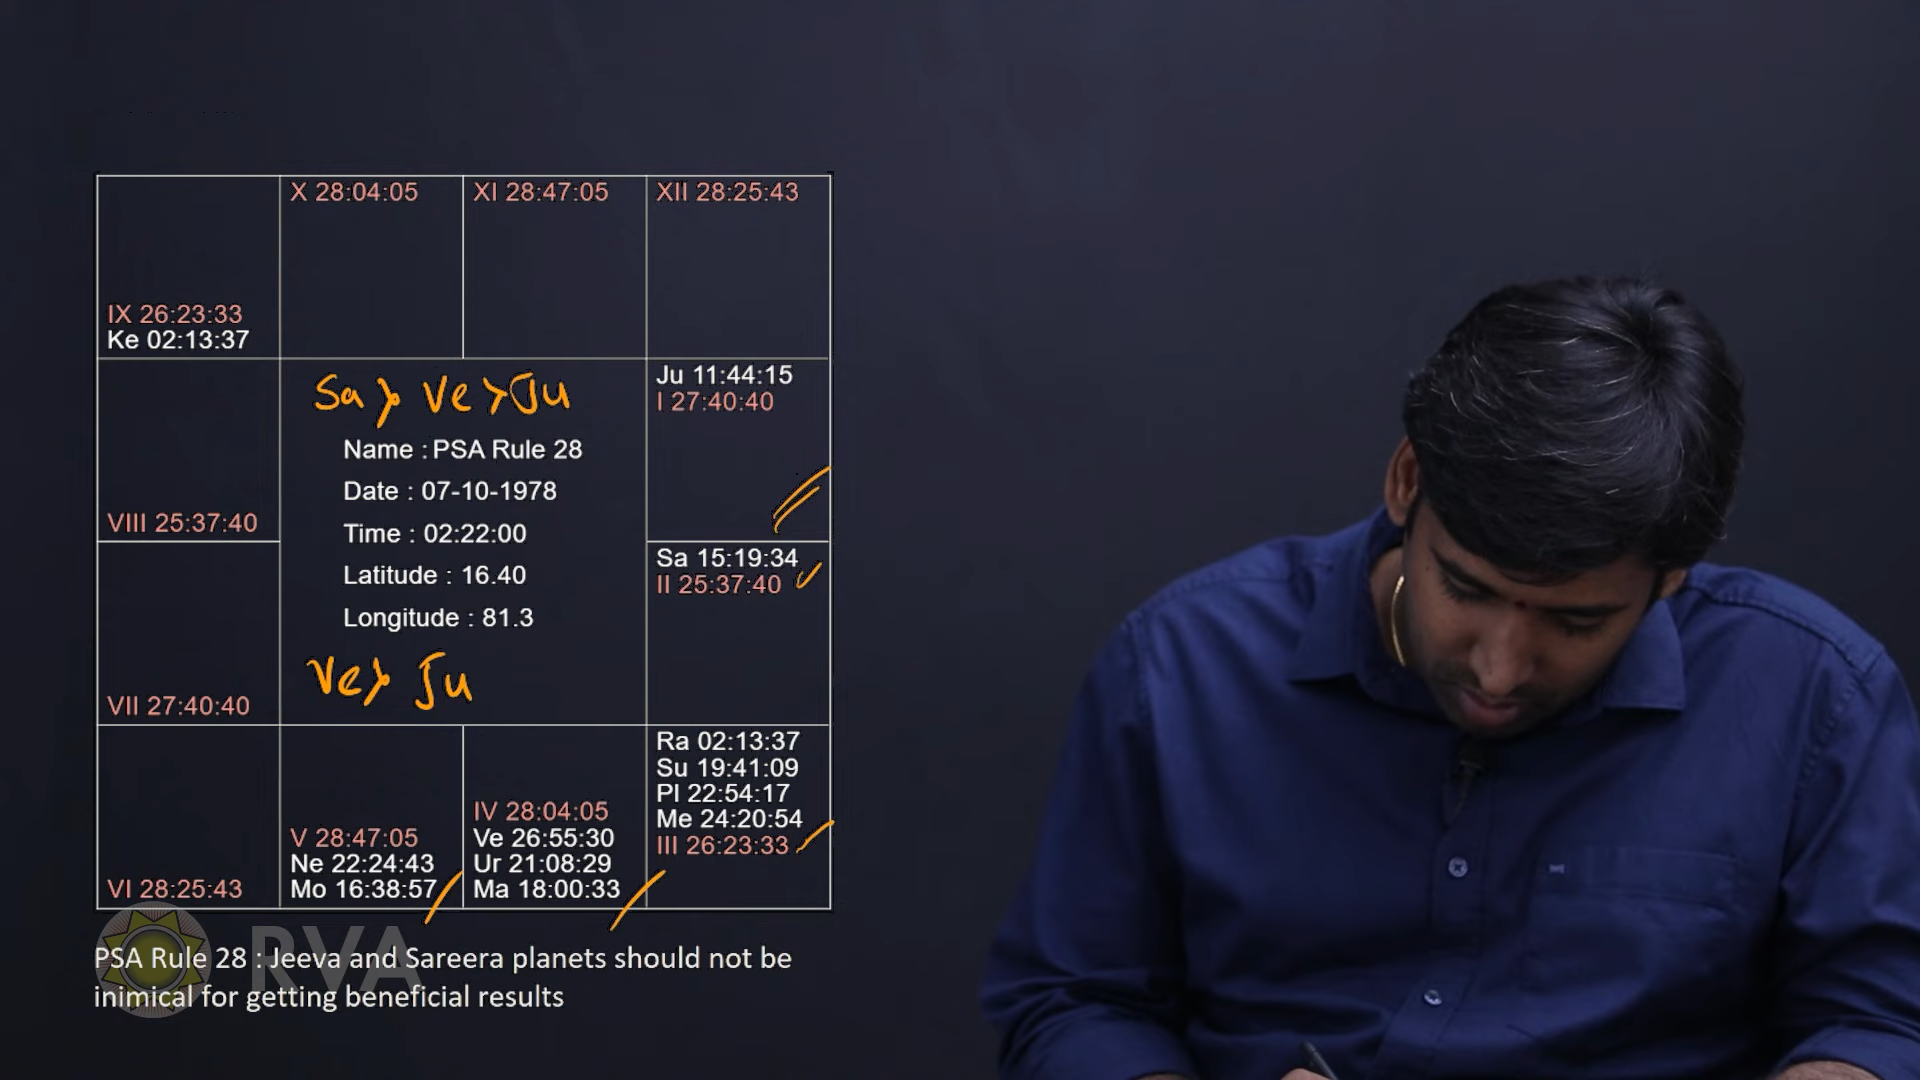 X 28:04:05
XI 28:47:05
XII 28:25:43
IX 26:23:33
Ke 02:13:37
Ju 11:44:15
I 27:40:40
Sa > Ve > Ju
Name : PSA Rule 28
Date : 07-10-1978
Time : 02:22:00
Latitude : 16.40
Longitude : 81.3
Ve > Ju
VIII 25:37:40
Sa 15:19:34
II 25:37:40
VII 27:40:40
VI 28:25:43
V 28:47:05
Ne 22:24:43
Mo 16:38:57
IV 28:04:05
Ve 26:55:30
Ur 21:08:29
Ma 18:00:33
Ra 02:13:37
Su 19:41:09
Pl 22:54:17
Me 24:20:54
III 26:23:33
RVA
PSA Rule 28 : Jeeva and Sareera planets should not be
inimical for getting beneficial results